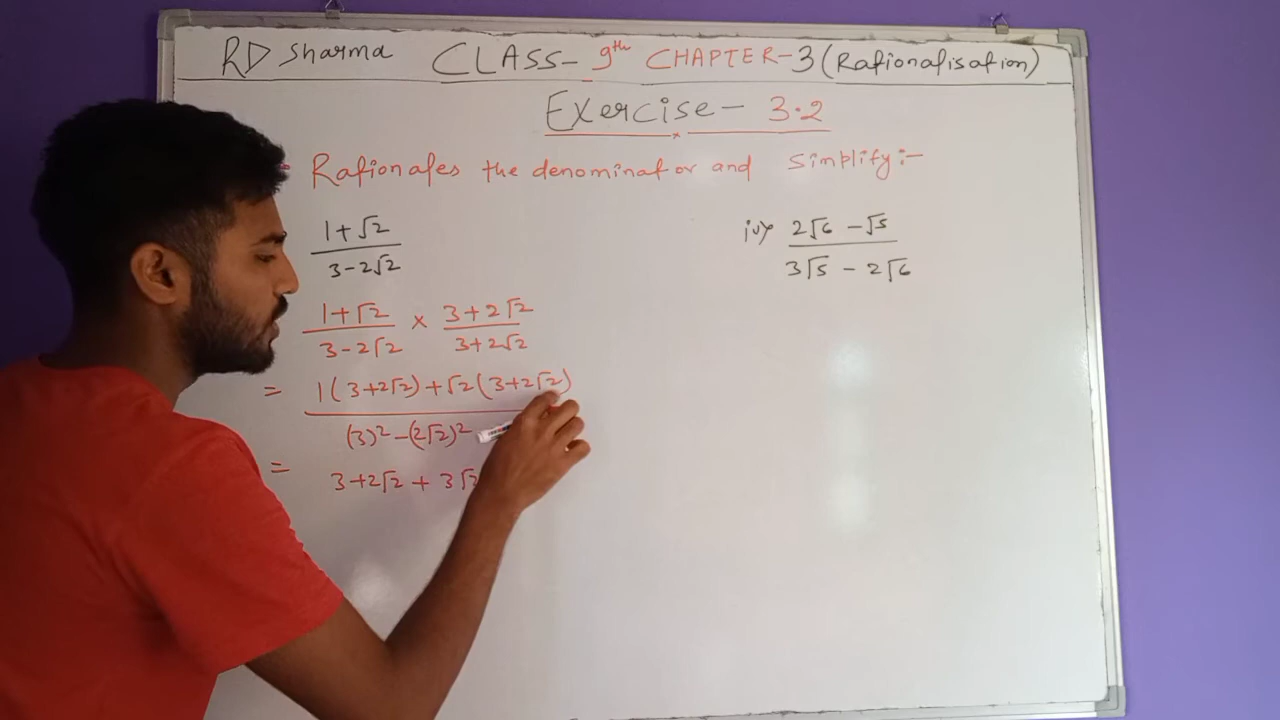 RD Sharma CLASS- 9th CHAPTER-3 (Rationalisation)
Exercise- 3.2
Rationales the denominator and Simplify:-
1+√2
3-2√2
1+√2 × 3+2√2
3-2√2 3+2√2
= 1(3+2√2)+√2(3+2√2)
(3)²-(2√2)²
= 3+2√2 + 3√2
iv) 2√6 -√5
3√5 - 2√6